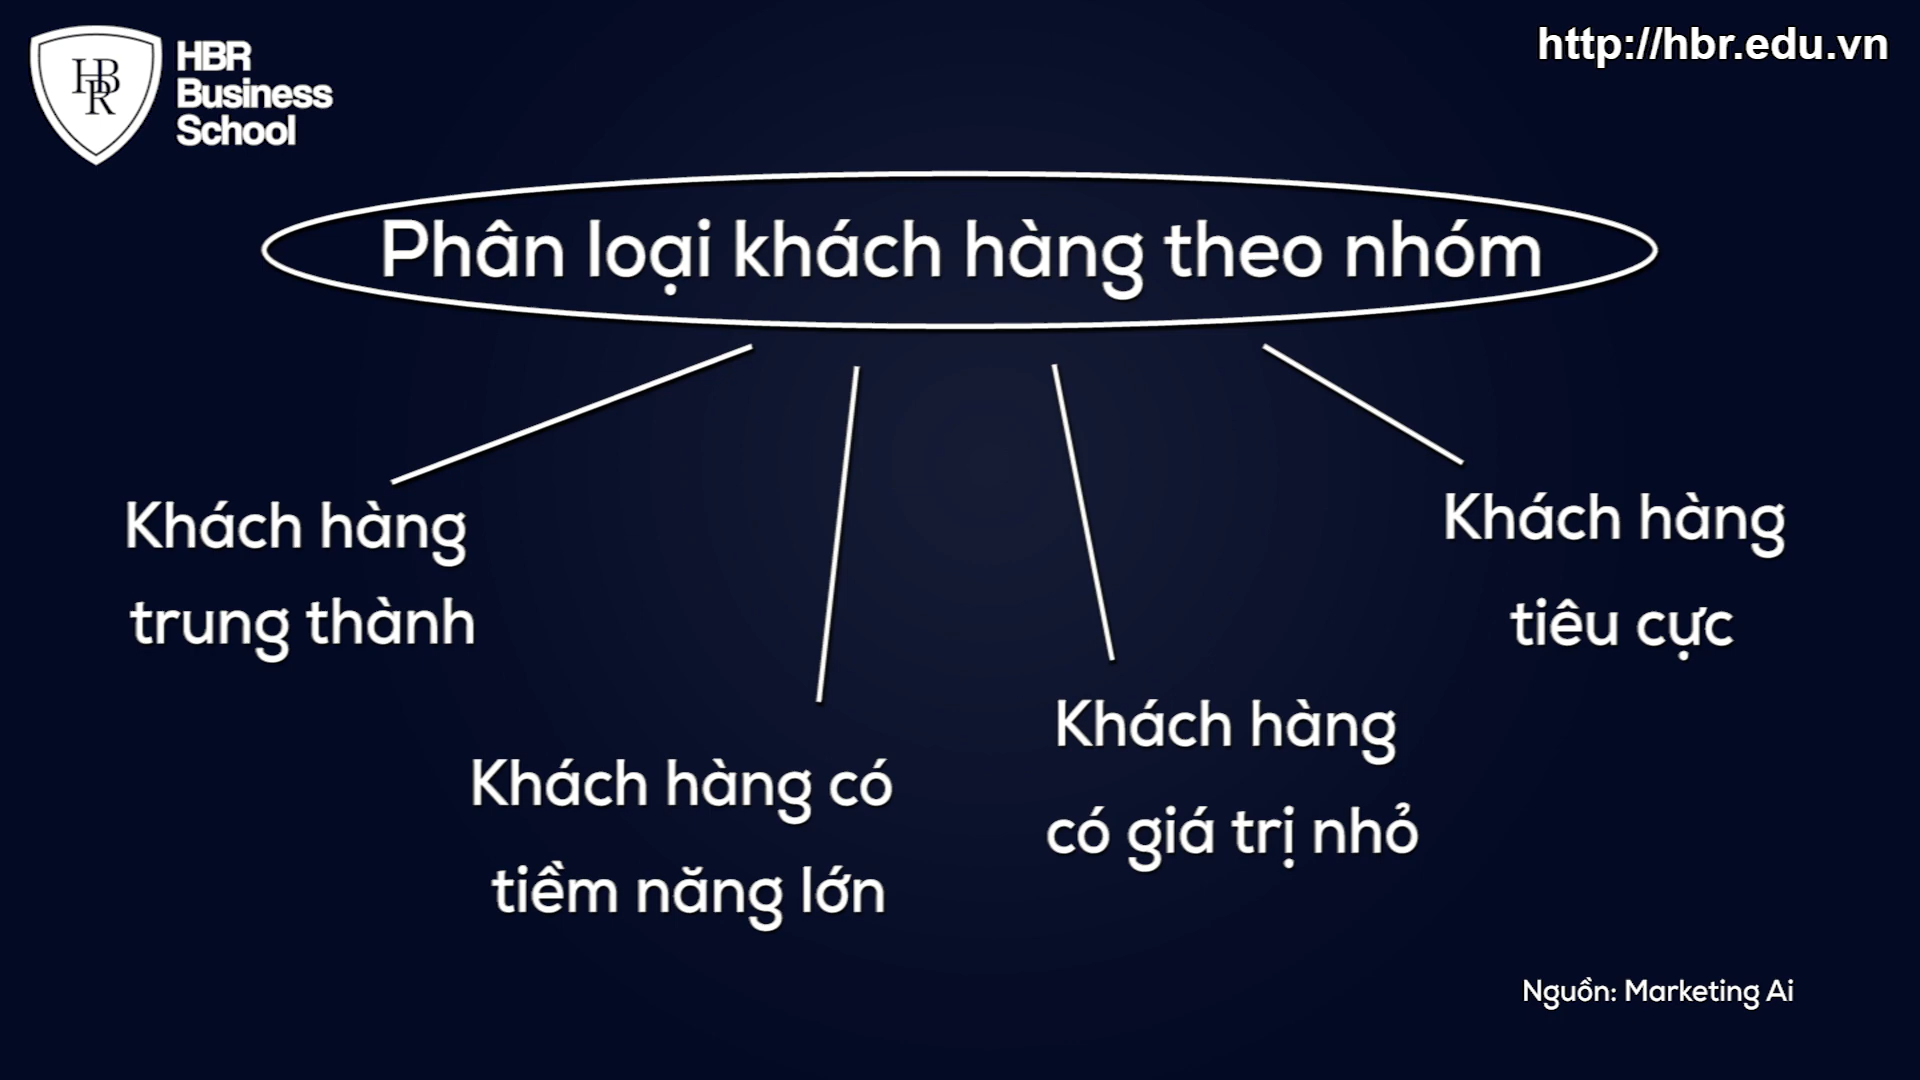 HBR
Business
School
http://hbr.edu.vn
Phân loại khách hàng theo nhóm
Khách hàng
trung thành
Khách hàng có
tiềm năng lớn
Khách hàng
có giá trị nhỏ
Khách hàng
tiêu cực
Nguồn: Marketing Ai